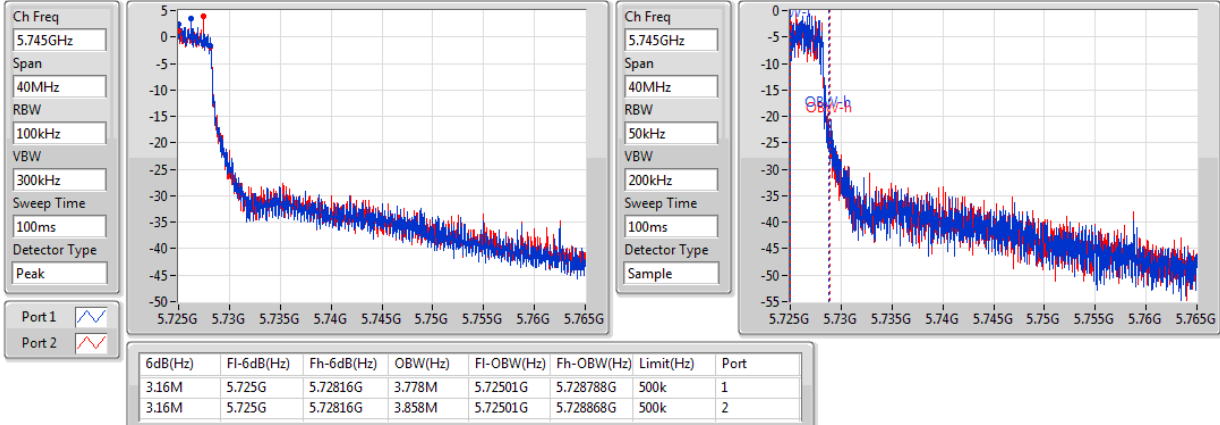 Ch Freq
5.745GHz
Span
40MHz
RBW
100kHz
VBW
300kHz
Sweep Time
100ms
Detector Type
Peak
Port 1
Port 2
5
0
-5
-10
-15
-20
-25
-30
-35
-40
-45
-50
5.725G 5.73G 5.735G 5.74G 5.745G 5.75G 5.755G 5.76G 5.765G
Ch Freq
5.745GHz
Span
40MHz
RBW
50kHz
VBW
200kHz
Sweep Time
100ms
Detector Type
Sample
0
-5
-10
-15
-20
-25
-30
-35
-40
-45
-50
-55
OBW-h
OBW-h
5.725G 5.73G 5.735G 5.74G 5.745G 5.75G 5.755G 5.76G 5.765G
6dB(Hz) Fl-6dB(Hz) Fh-6dB(Hz) OBW(Hz) Fl-OBW(Hz) Fh-OBW(Hz) Limit(Hz) Port
3.16M 5.725G 5.72816G 3.778M 5.72501G 5.728788G 500k 1
3.16M 5.725G 5.72816G 3.858M 5.72501G 5.728868G 500k 2